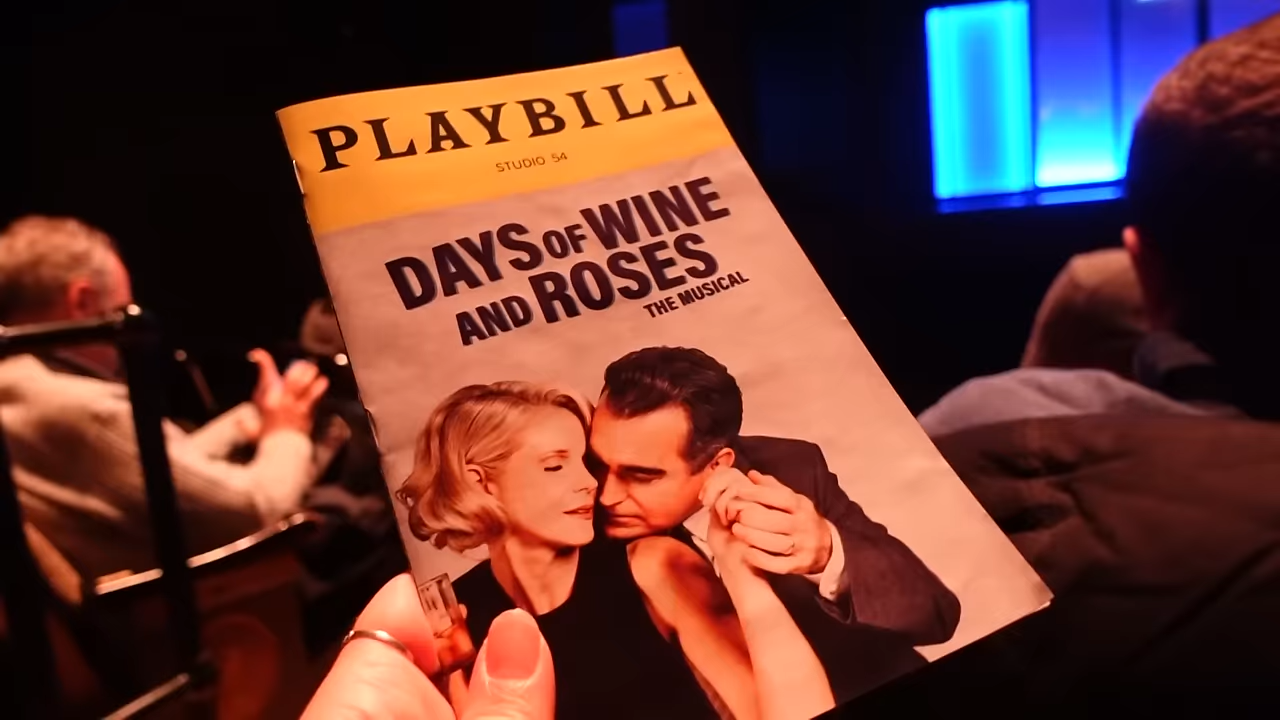 PLAYBILL
STUDIO 54
DAYS OF WINE
AND ROSES
THE MUSICAL